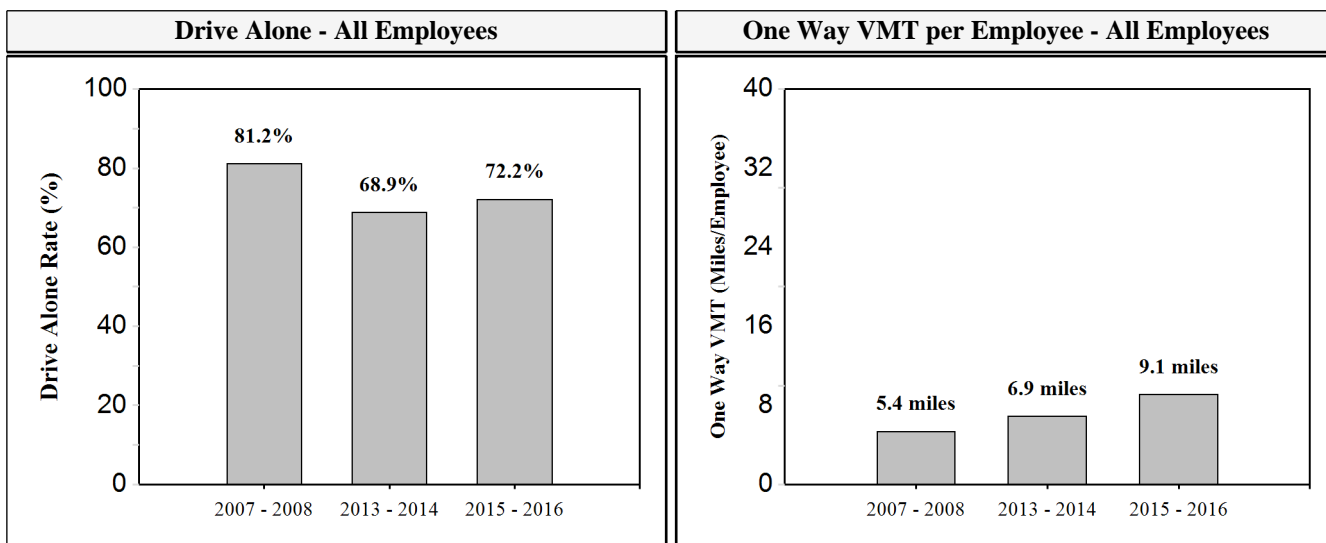 Drive Alone - All Employees
One Way VMT per Employee - All Employees
Drive Alone Rate (%)
100
80
60
40
20
0
81.2%
68.9%
72.2%
2007 - 2008
2013 - 2014
2015 - 2016
One Way VMT (Miles/Employee)
40
32
24
16
8
0
5.4 miles
6.9 miles
9.1 miles
2007 - 2008
2013 - 2014
2015 - 2016